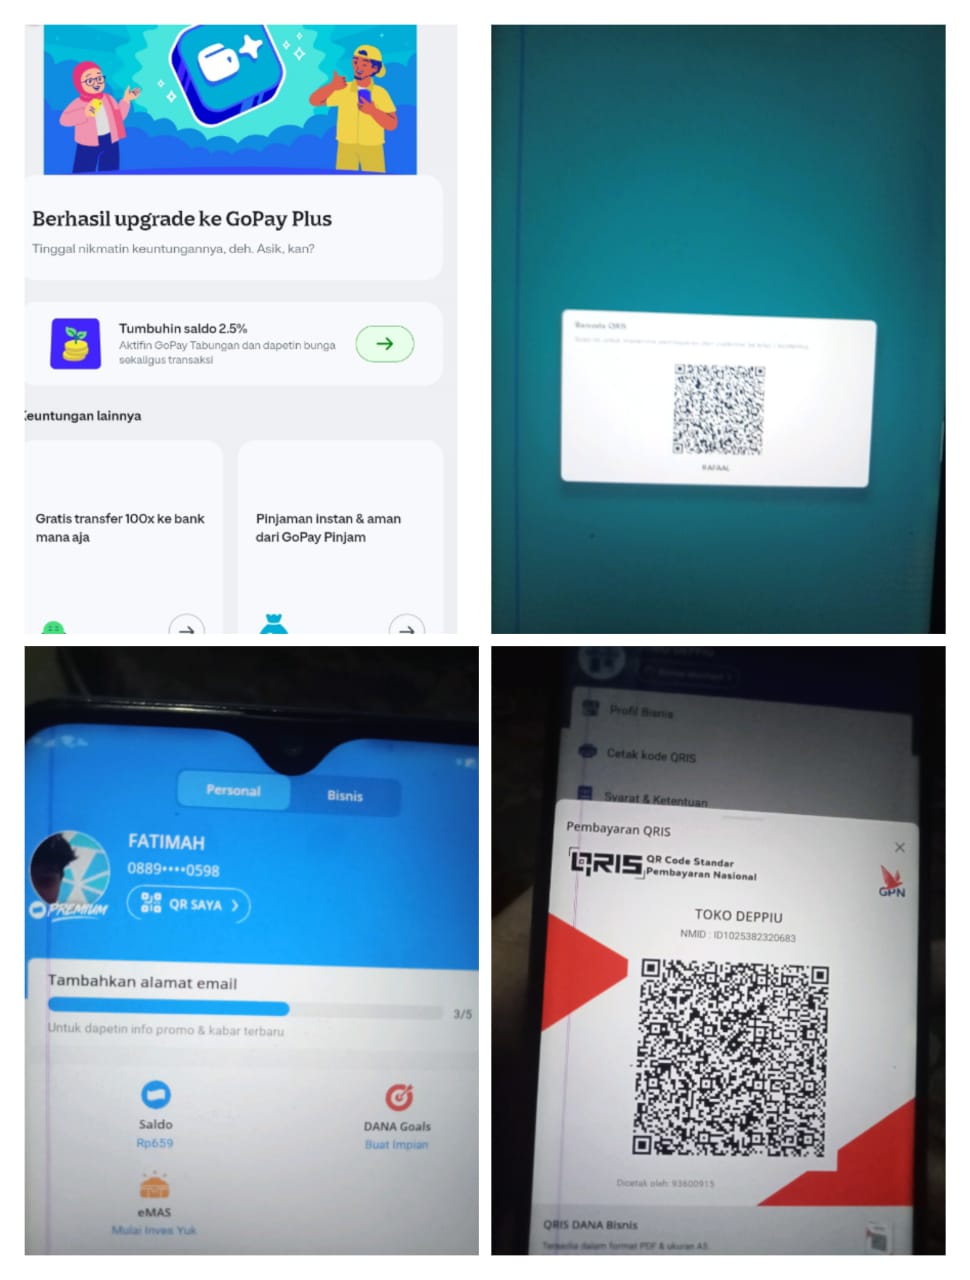 Berhasil upgrade ke GoPay Plus
Tinggal nikmatin keuntungannya, deh. Asik, kan?
Tumbuhin saldo 2.5%
Aktifin GoPay Tabungan dan dapetin bunga
sekaligus transaksi
Keuntungan lainnya
Gratis transfer 100x ke bank
mana aja
Pinjaman instan & aman
dari GoPay Pinjam
Barcode QRIS
RAFAAL
Personal
Bisnis
FATIMAH
0889••••0598
QR SAYA
PREMIUM
Tambahkan alamat email
3/5
Untuk dapetin info promo & kabar terbaru
Saldo
Rp659
DANA Goals
Buat Impian
eMAS
Mulai Inves Yuk
Profil Bisnis
Cetak kode QRIS
Syarat & Ketentuan
Pembayaran QRIS
QRIS
QR Code Standar
Pembayaran Nasional
GPN
TOKO DEPPIU
NMID : ID1025382320683
Dicetak oleh: 93600915
QRIS DANA Bisnis
Tersedia dalam format PDF & ukuran A5